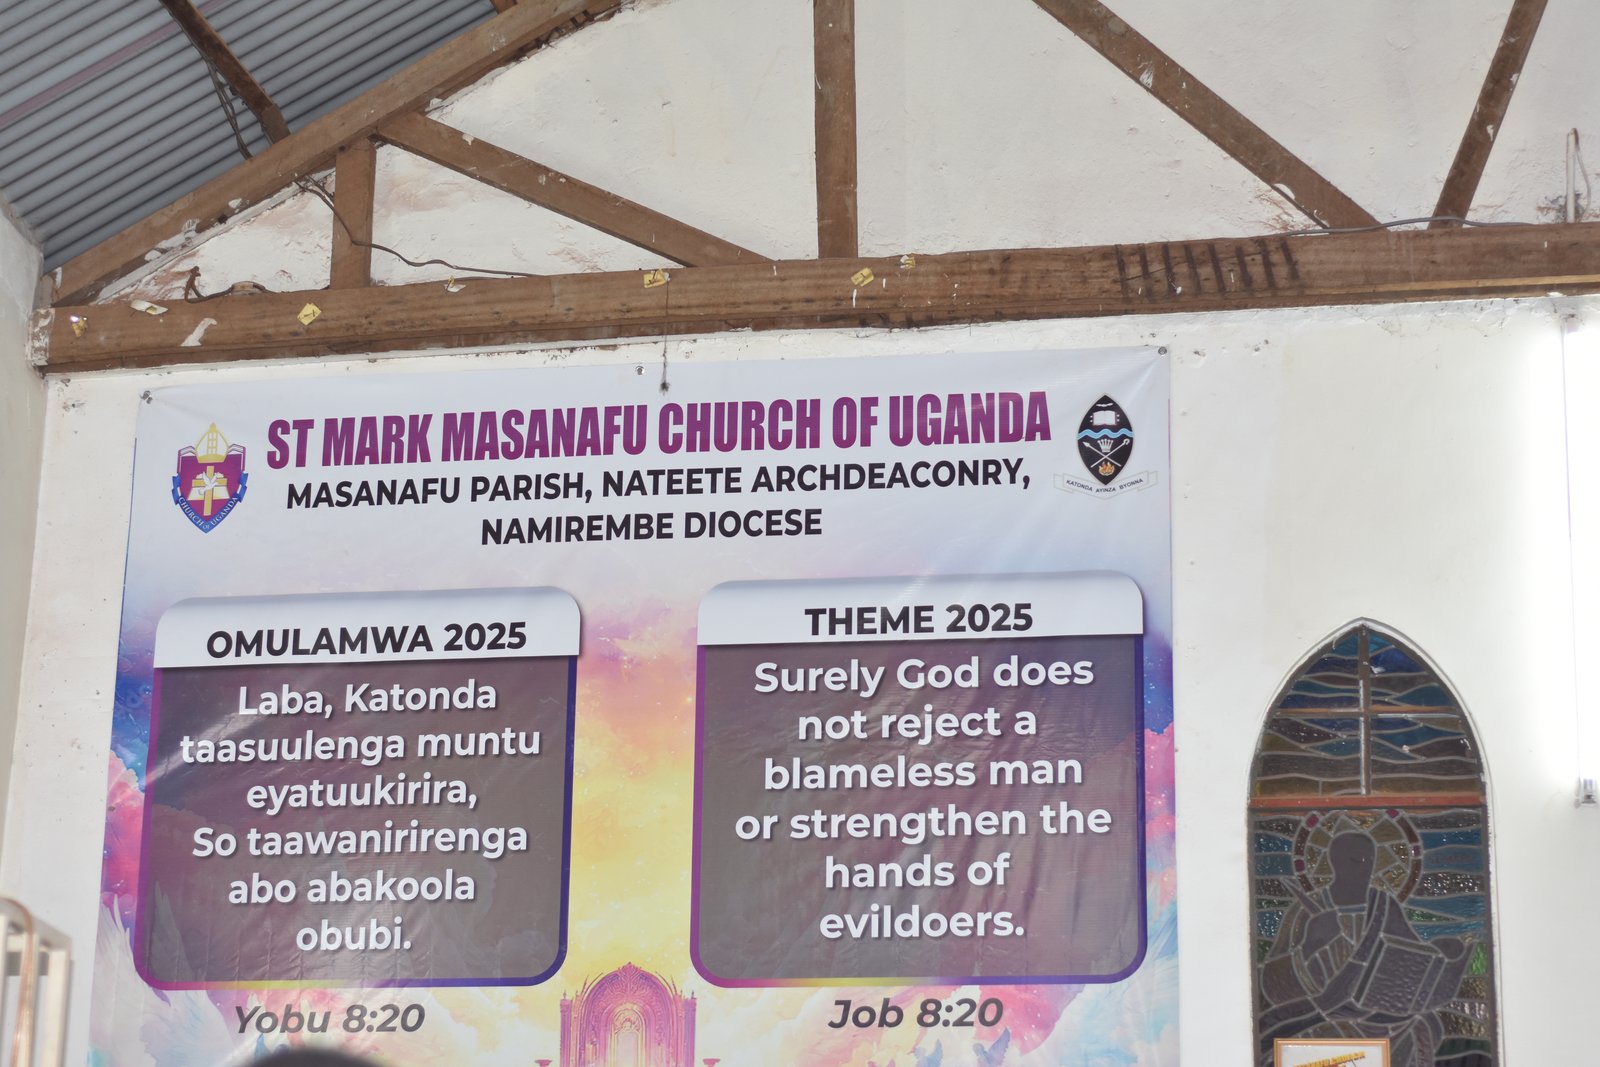 ST MARK MASANAFU CHURCH OF UGANDA
MASANAFU PARISH, NATEETE ARCHDEACONRY,
NAMIREMBE DIOCESE
CHURCH OF UGANDA
KATONDA AYINZA BYONNA
OMULAMWA 2025
Laba, Katonda
taasuulenga muntu
eyatuukirira,
So taawanirirenga
abo abakoola
obubi.
Yobu 8:20
THEME 2025
Surely God does
not reject a
blameless man
or strengthen the
hands of
evildoers.
Job 8:20